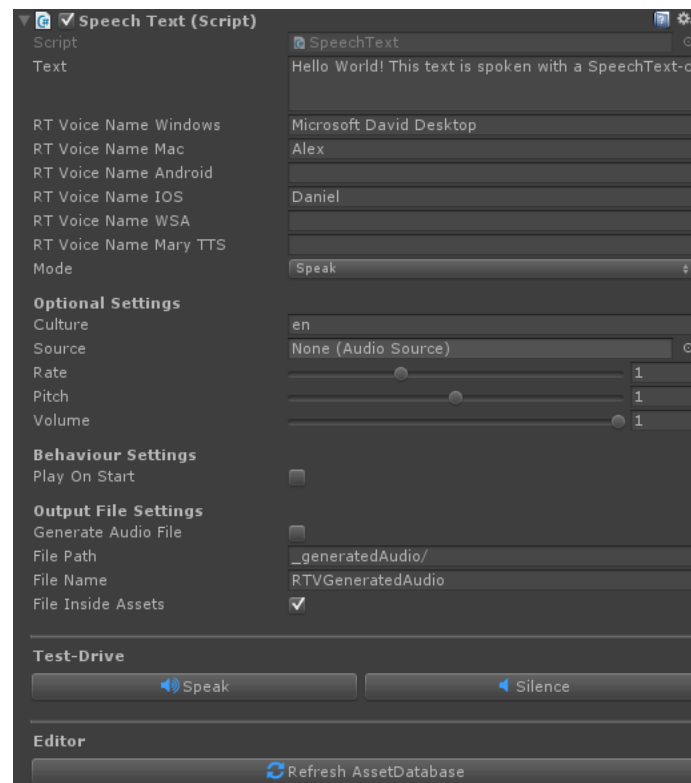 Speech Text (Script)
Script SpeechText
Text Hello World! This text is spoken with a SpeechText-c
RT Voice Name Windows Microsoft David Desktop
RT Voice Name Mac Alex
RT Voice Name Android
RT Voice Name IOS Daniel
RT Voice Name WSA
RT Voice Name Mary TTS
Mode Speak
Optional Settings
Culture en
Source None (Audio Source)
Rate 1
Pitch 1
Volume 1
Behaviour Settings
Play On Start
Output File Settings
Generate Audio File
File Path _generatedAudio/
File Name RTVGeneratedAudio
File Inside Assets
Test-Drive
Speak Silence
Editor
Refresh AssetDatabase